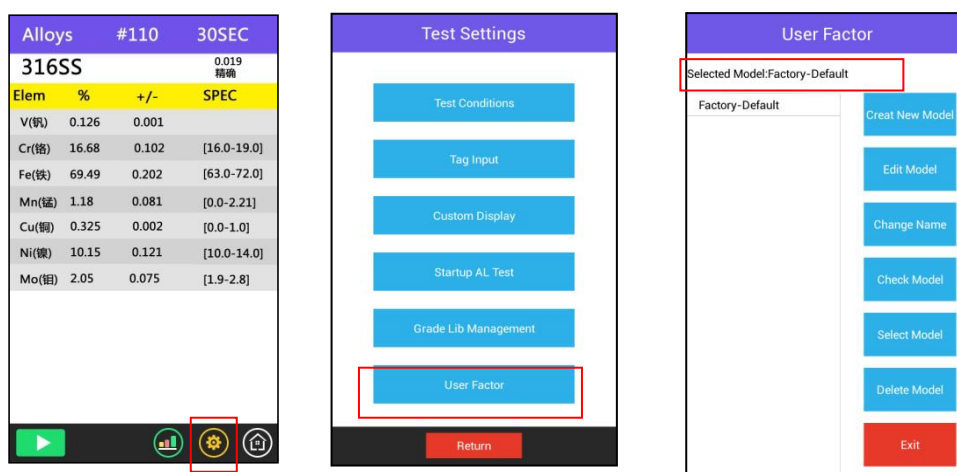 Alloys #110 30SEC
316SS 0.019
精确
Elem % +/- SPEC
V(钒) 0.126 0.001
Cr(铬) 16.68 0.102 [16.0-19.0]
Fe(铁) 69.49 0.202 [63.0-72.0]
Mn(锰) 1.18 0.081 [0.0-2.21]
Cu(铜) 0.325 0.002 [0.0-1.0]
Ni(镍) 10.15 0.121 [10.0-14.0]
Mo(钼) 2.05 0.075 [1.9-2.8]
Test Settings
Test Conditions
Tag Input
Custom Display
Startup AL Test
Grade Lib Management
User Factor
Return
User Factor
Selected Model:Factory-Default
Factory-Default
Creat New Model
Edit Model
Change Name
Check Model
Select Model
Delete Model
Exit